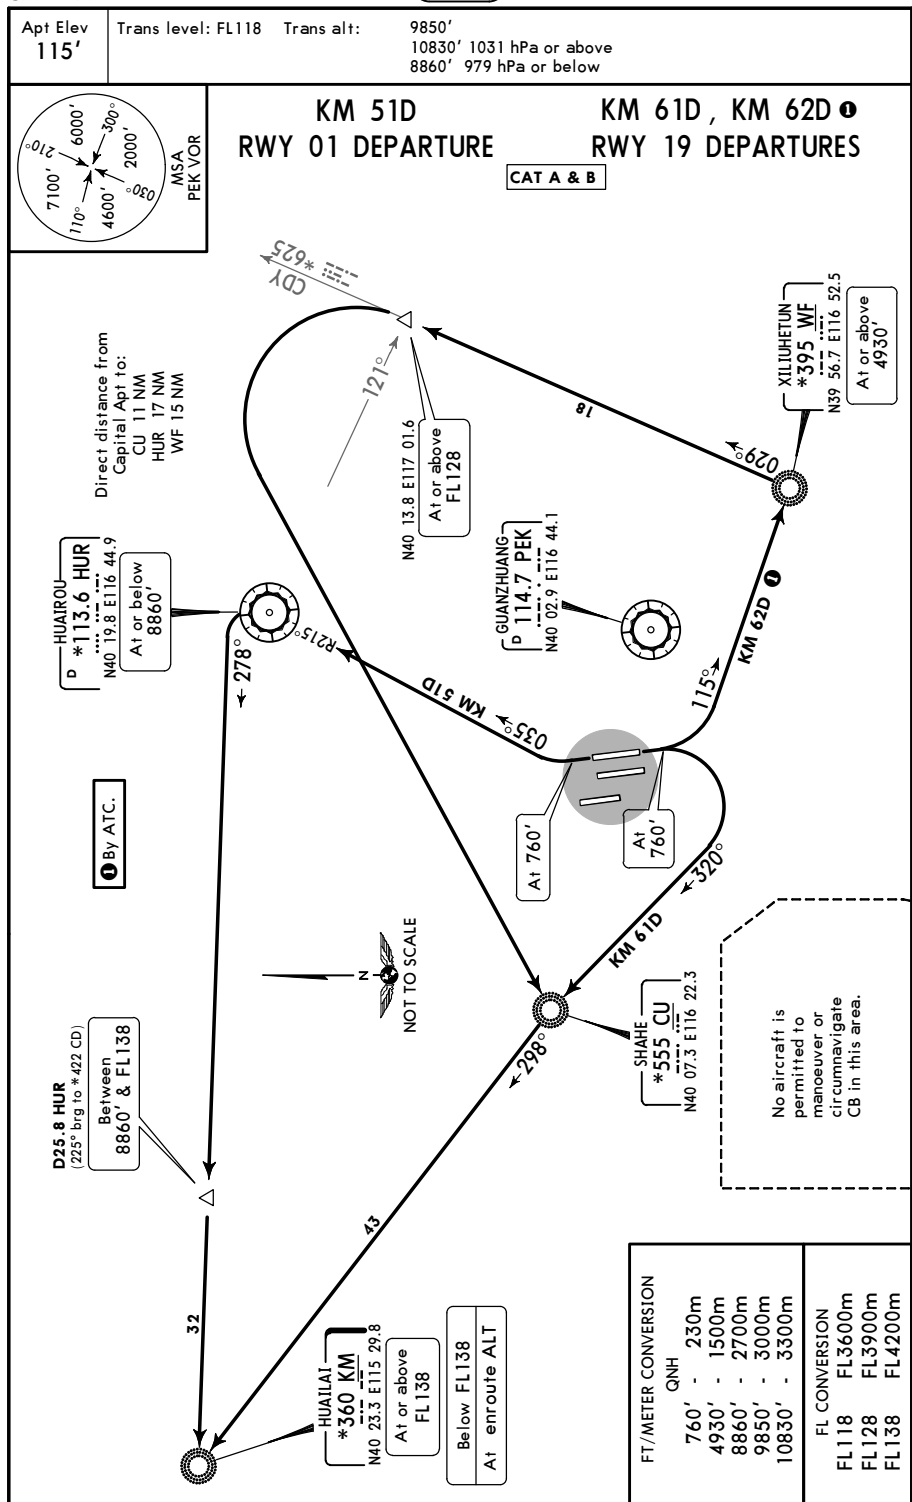 Apt Elev
115'
Trans level: FL118 Trans alt: 9850'
10830' 1031 hPa or above
8860' 979 hPa or below
MSA
PEK VOR
210°
6000'
300°
2000'
030°
4600'
110°
7100'
KM 51D
RWY 01 DEPARTURE
KM 61D, KM 62D ❶
RWY 19 DEPARTURES
CAT A & B
CDY
*625
121°
Direct distance from
Capital Apt to:
CU 11 NM
HUR 17 NM
WF 15 NM
N40 13.8 E117 01.6
At or above
FL128
18
029°
XILIUHETUN
*395 WF
N39 56.7 E116 52.5
At or above
4930'
HUAIROU
D *113.6 HUR
N40 19.8 E116 44.9
At or below
8860'
278°
R215°
GUANZHUANG
D 114.7 PEK
N40 02.9 E116 44.1
KM 51D
035°
115°
KM 62D ❶
At 760'
At
760'
320°
KM 61D
❶ By ATC.
N
NOT TO SCALE
SHAHE
*555 CU
N40 07.3 E116 22.3
298°
No aircraft is
permitted to
manoeuver or
circumnavigate
CB in this area.
D25.8 HUR
(225° brg to *422 CD)
Between
8860' & FL138
43
32
HUAILAI
*360 KM
N40 23.3 E115 29.8
At or above
FL138
Below FL138
At enroute ALT
FT/METER CONVERSION
QNH
760' - 230m
4930' - 1500m
8860' - 2700m
9850' - 3000m
10830' - 3300m
FL CONVERSION
FL118 FL3600m
FL128 FL3900m
FL138 FL4200m